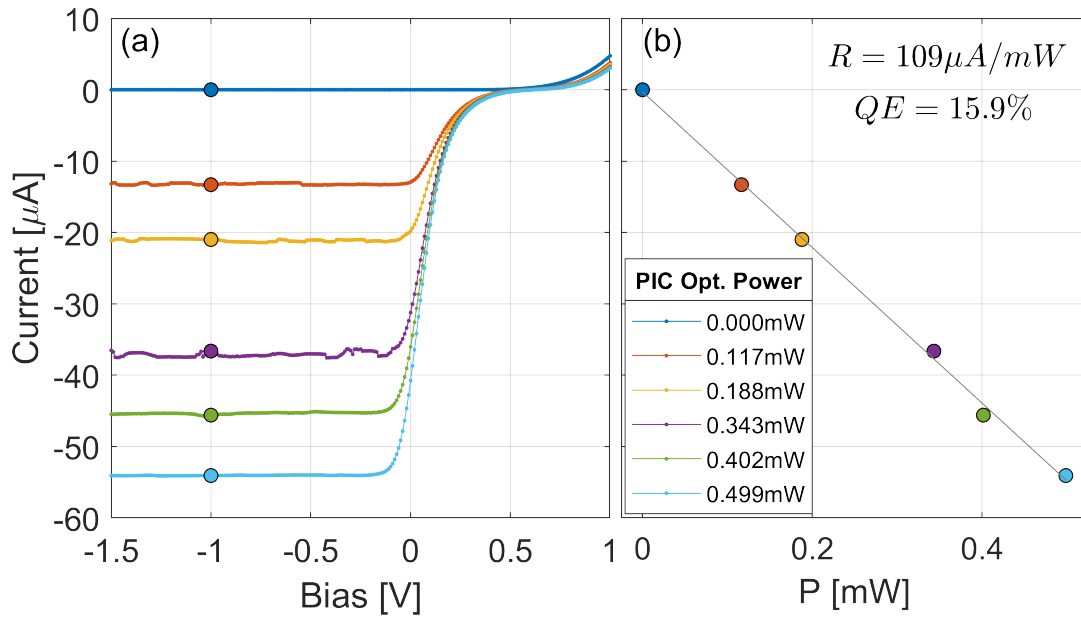 (a)
Current [μA]
10
0
-10
-20
-30
-40
-50
-60
-1.5
-1
-0.5
0
0.5
1
Bias [V]
(b)
R = 109μA/mW
QE = 15.9%
PIC Opt. Power
0.000mW
0.117mW
0.188mW
0.343mW
0.402mW
0.499mW
0
0.2
0.4
P [mW]